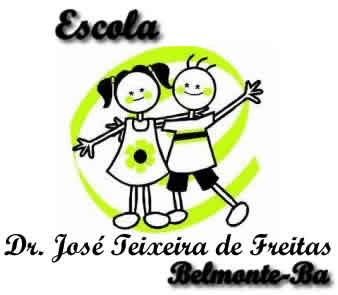 Escola
Dr. José Teixeira de Freitas
Belmonte-Ba